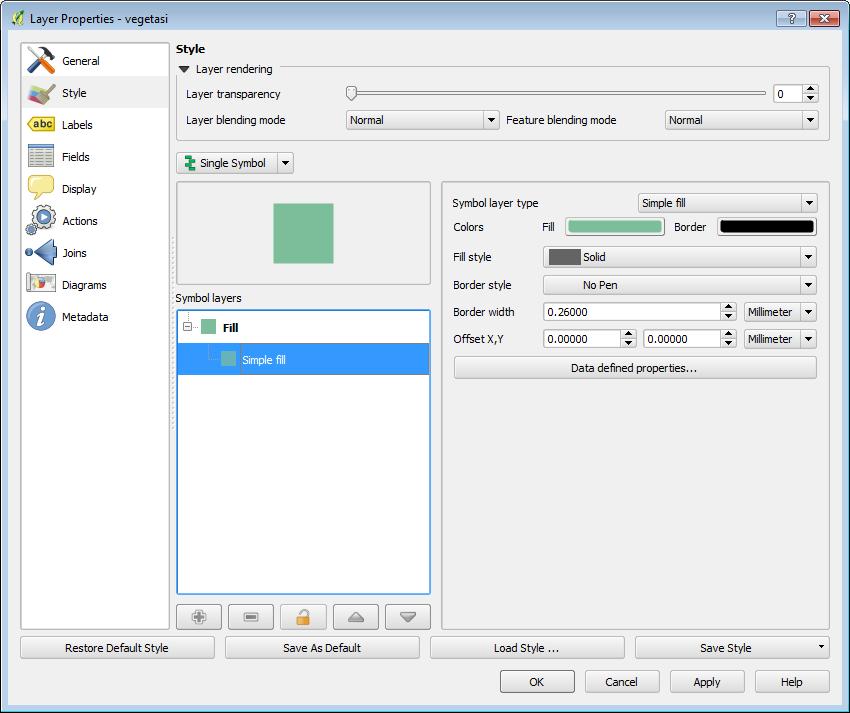 Layer Properties - vegetasi
?
General
Style
abc Labels
Fields
Display
Actions
Joins
Diagrams
i Metadata
Style
Layer rendering
Layer transparency 0
Layer blending mode Normal Feature blending mode Normal
Single Symbol
Symbol layers
Fill
Simple fill
Symbol layer type Simple fill
Colors Fill Border
Fill style Solid
Border style No Pen
Border width 0.26000 Millimeter
Offset X,Y 0.00000 0.00000 Millimeter
Data defined properties...
Restore Default Style Save As Default Load Style ... Save Style
OK Cancel Apply Help